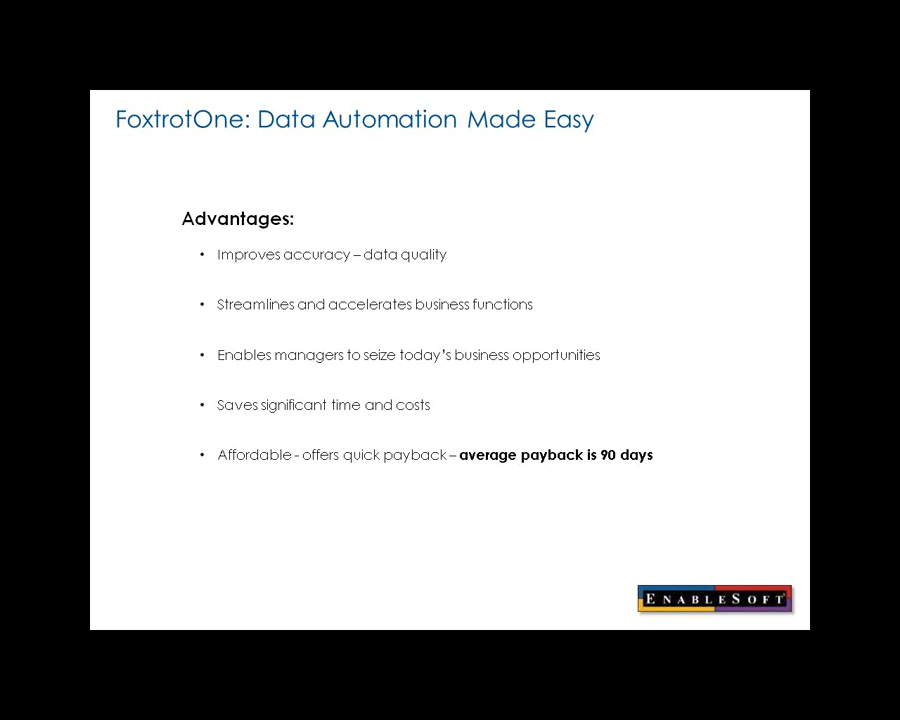 FoxtrotOne: Data Automation Made Easy
Advantages:
• Improves accuracy – data quality
• Streamlines and accelerates business functions
• Enables managers to seize today’s business opportunities
• Saves significant time and costs
• Affordable - offers quick payback – average payback is 90 days
ENABLESOFT